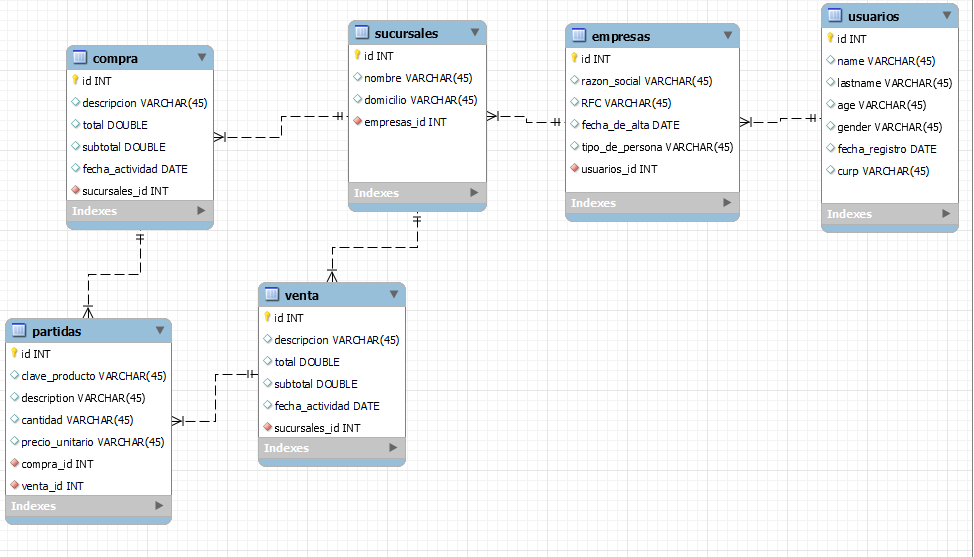 compra
id INT
descripcion VARCHAR(45)
total DOUBLE
subtotal DOUBLE
fecha_actividad DATE
sucursales_id INT
Indexes
sucursales
id INT
nombre VARCHAR(45)
domicilio VARCHAR(45)
empresas_id INT
Indexes
empresas
id INT
razon_social VARCHAR(45)
RFC VARCHAR(45)
fecha_de_alta DATE
tipo_de_persona VARCHAR(45)
usuarios_id INT
Indexes
usuarios
id INT
name VARCHAR(45)
lastname VARCHAR(45)
age VARCHAR(45)
gender VARCHAR(45)
fecha_registro DATE
curp VARCHAR(45)
Indexes
partidas
id INT
clave_producto VARCHAR(45)
description VARCHAR(45)
cantidad VARCHAR(45)
precio_unitario VARCHAR(45)
compra_id INT
venta_id INT
Indexes
venta
id INT
descripcion VARCHAR(45)
total DOUBLE
subtotal DOUBLE
fecha_actividad DATE
sucursales_id INT
Indexes